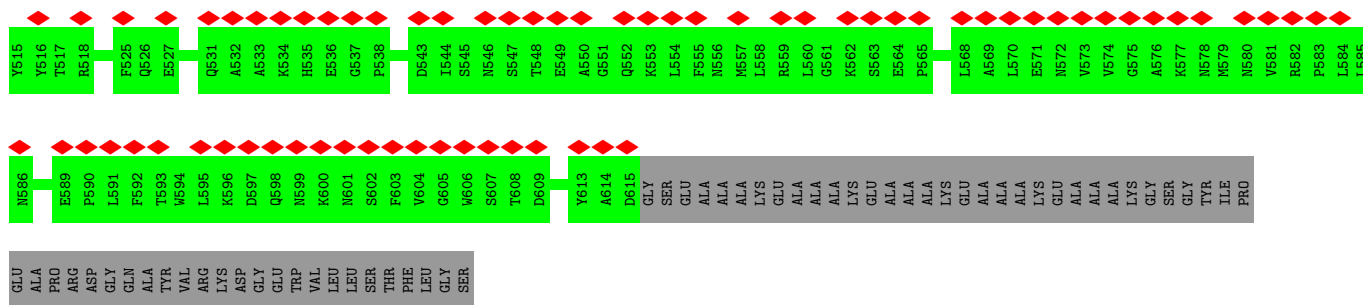 Y515 Y516 T517 R518 F525 Q526 E527 Q531 A532 A533 K534 H535 E536 G537 P538 D543 I544 S545 N546 S547 T548 E549 A550 G551 Q552 K553 L554 F555 N556 M557 L558 R559 L560 G561 K562 S563 E564 P565 L568 A569 L570 E571 N572 V573 V574 G575 A576 K577 N578 M579 N580 V581 R582 P583 L584 L585
N586 E589 P590 L591 F592 T593 W594 L595 K596 D597 Q598 N599 K600 N601 S602 F603 V604 G605 W606 S607 T608 D609 Y613 A614 D615 GLY SER GLU ALA ALA ALA LYS GLU ALA ALA ALA LYS GLU ALA ALA ALA LYS GLU ALA ALA ALA LYS GLU ALA ALA ALA LYS GLY SER GLY TYR ILE PRO
GLU ALA PRO ARG ASP GLY GLN ALA TYR VAL ARG LYS ASP GLY GLU TRP VAL LEU LEU SER THR PHE LEU GLY SER